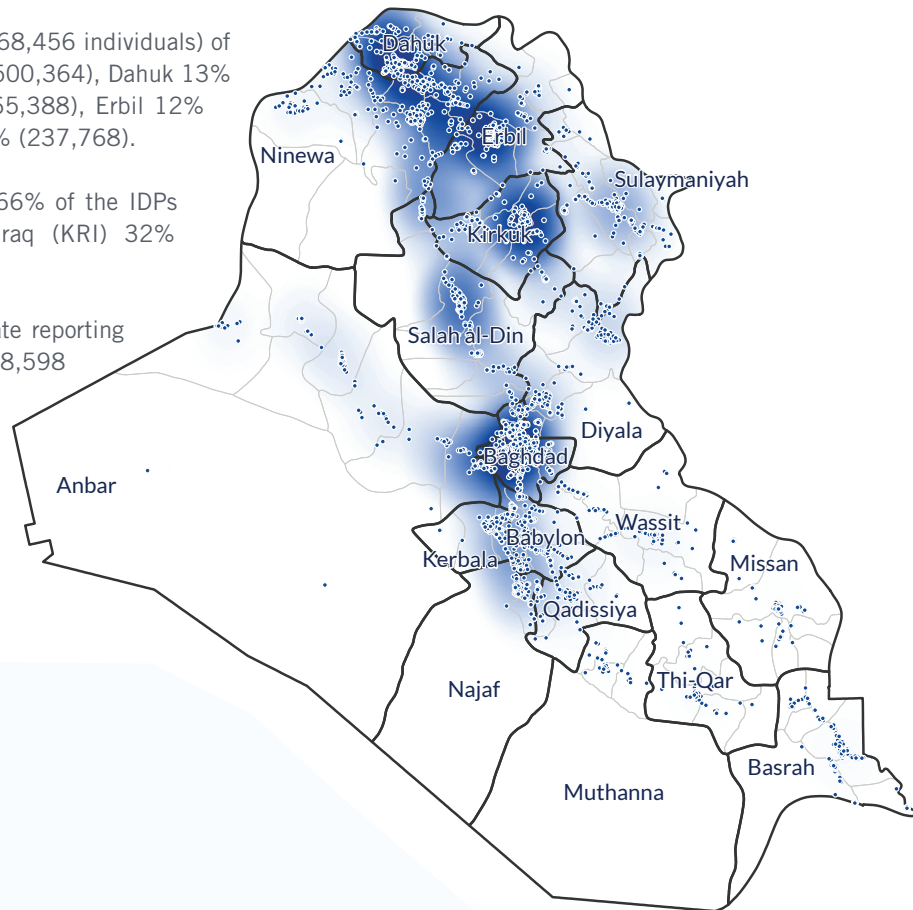 68,456 individuals) of
500,364), Dahuk 13%
55,388), Erbil 12%
% (237,768).
66% of the IDPs
raq (KRI) 32%
te reporting
8,598
Dahuk
Erbil
Ninewa
Sulaymaniyah
Kirkuk
Salah al-Din
Diyala
Baghdad
Anbar
Wassit
Babylon
Kerbala
Missan
Qadissiya
Najaf
Thi-Qar
Basrah
Muthanna